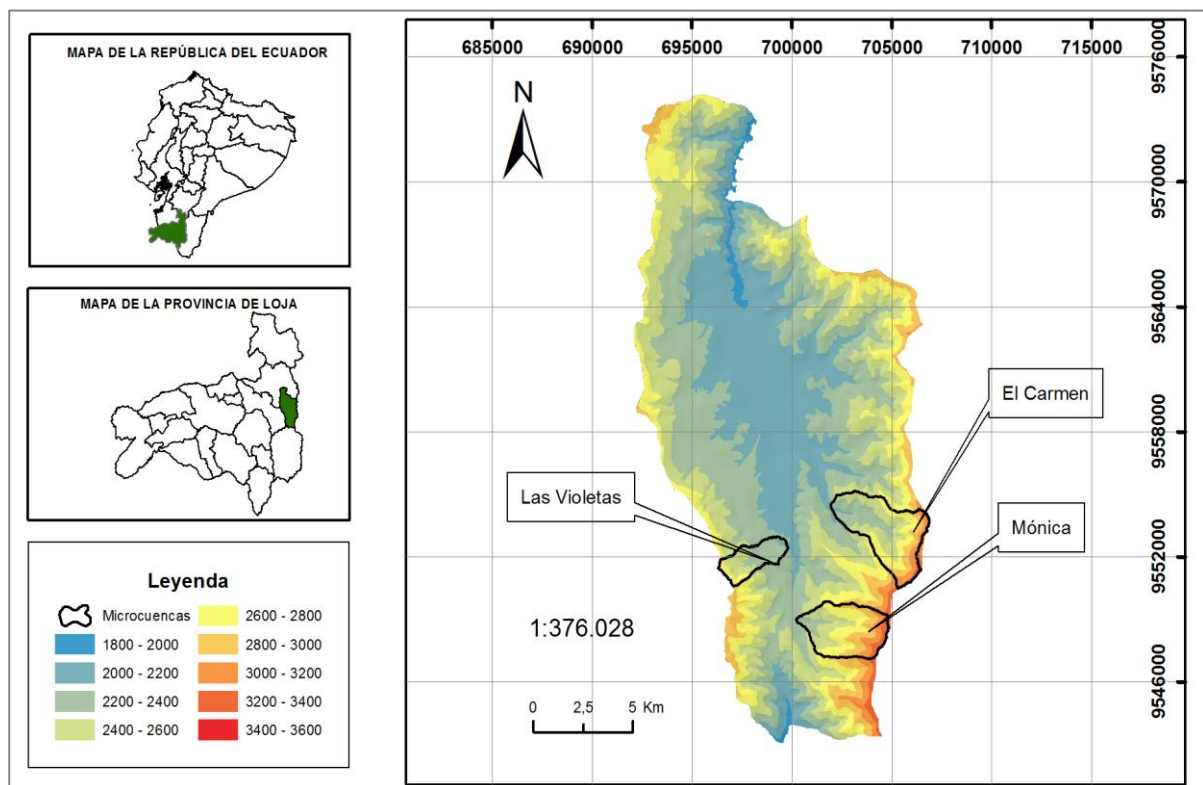 MAPA DE LA REPÚBLICA DEL ECUADOR
MAPA DE LA PROVINCIA DE LOJA
Leyenda
Microcuencas
1800 - 2000
2000 - 2200
2200 - 2400
2400 - 2600
2600 - 2800
2800 - 3000
3000 - 3200
3200 - 3400
3400 - 3600
685000 690000 695000 700000 705000 710000 715000
9576000
9570000
9564000
9558000
9552000
9546000
N
El Carmen
Las Violetas
Mónica
1:376.028
0 2,5 5 Km